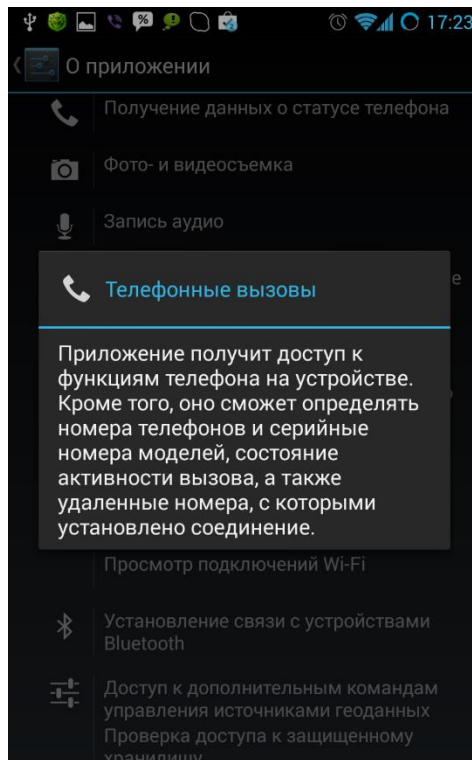 17:23
О приложении
Получение данных о статусе телефона
Фото- и видеосъемка
Запись аудио
е
Телефонные вызовы
Приложение получит доступ к
функциям телефона на устройстве.
Кроме того, оно сможет определять
номера телефонов и серийные
номера моделей, состояние
активности вызова, а также
удаленные номера, с которыми
установлено соединение.
Просмотр подключений Wi-Fi
Установление связи с устройствами
Bluetooth
Доступ к дополнительным командам
управления источниками геоданных
Проверка доступа к защищенному
хранилищу